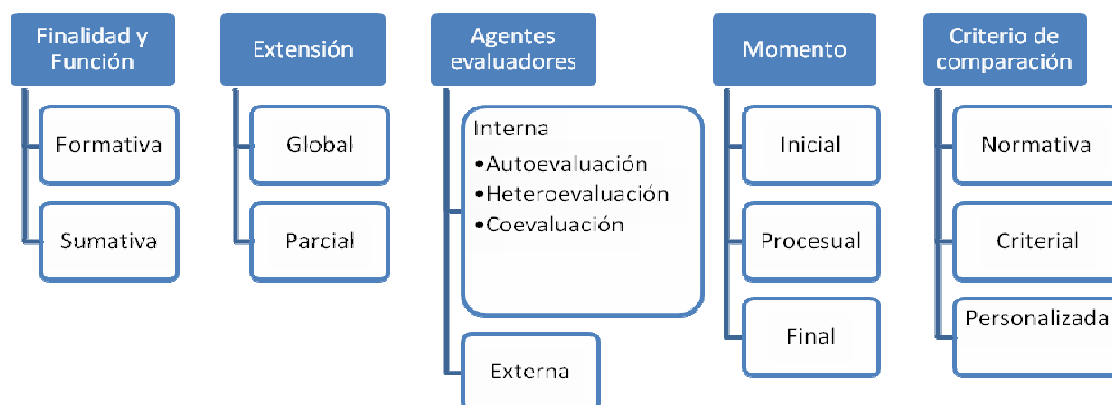 Finalidad y
Función
Formativa
Sumativa
Extensión
Global
Parcial
Agentes
evaluadores
Interna
•Autoevaluación
•Heteroevaluación
•Coevaluación
Externa
Momento
Inicial
Procesual
Final
Criterio de
comparación
Normativa
Criterial
Personalizada